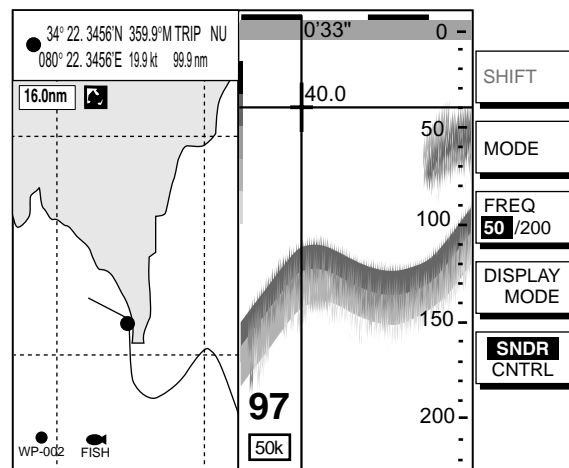 34° 22. 3456'N 359.9°M TRIP NU
080° 22. 3456'E 19.9 kt 99.9 nm
16.0nm
WP-002
FISH
0'33"
40.0
0
50
100
150
200
97
50k
SHIFT
MODE
FREQ
50 /200
DISPLAY
MODE
SNDR
CNTRL